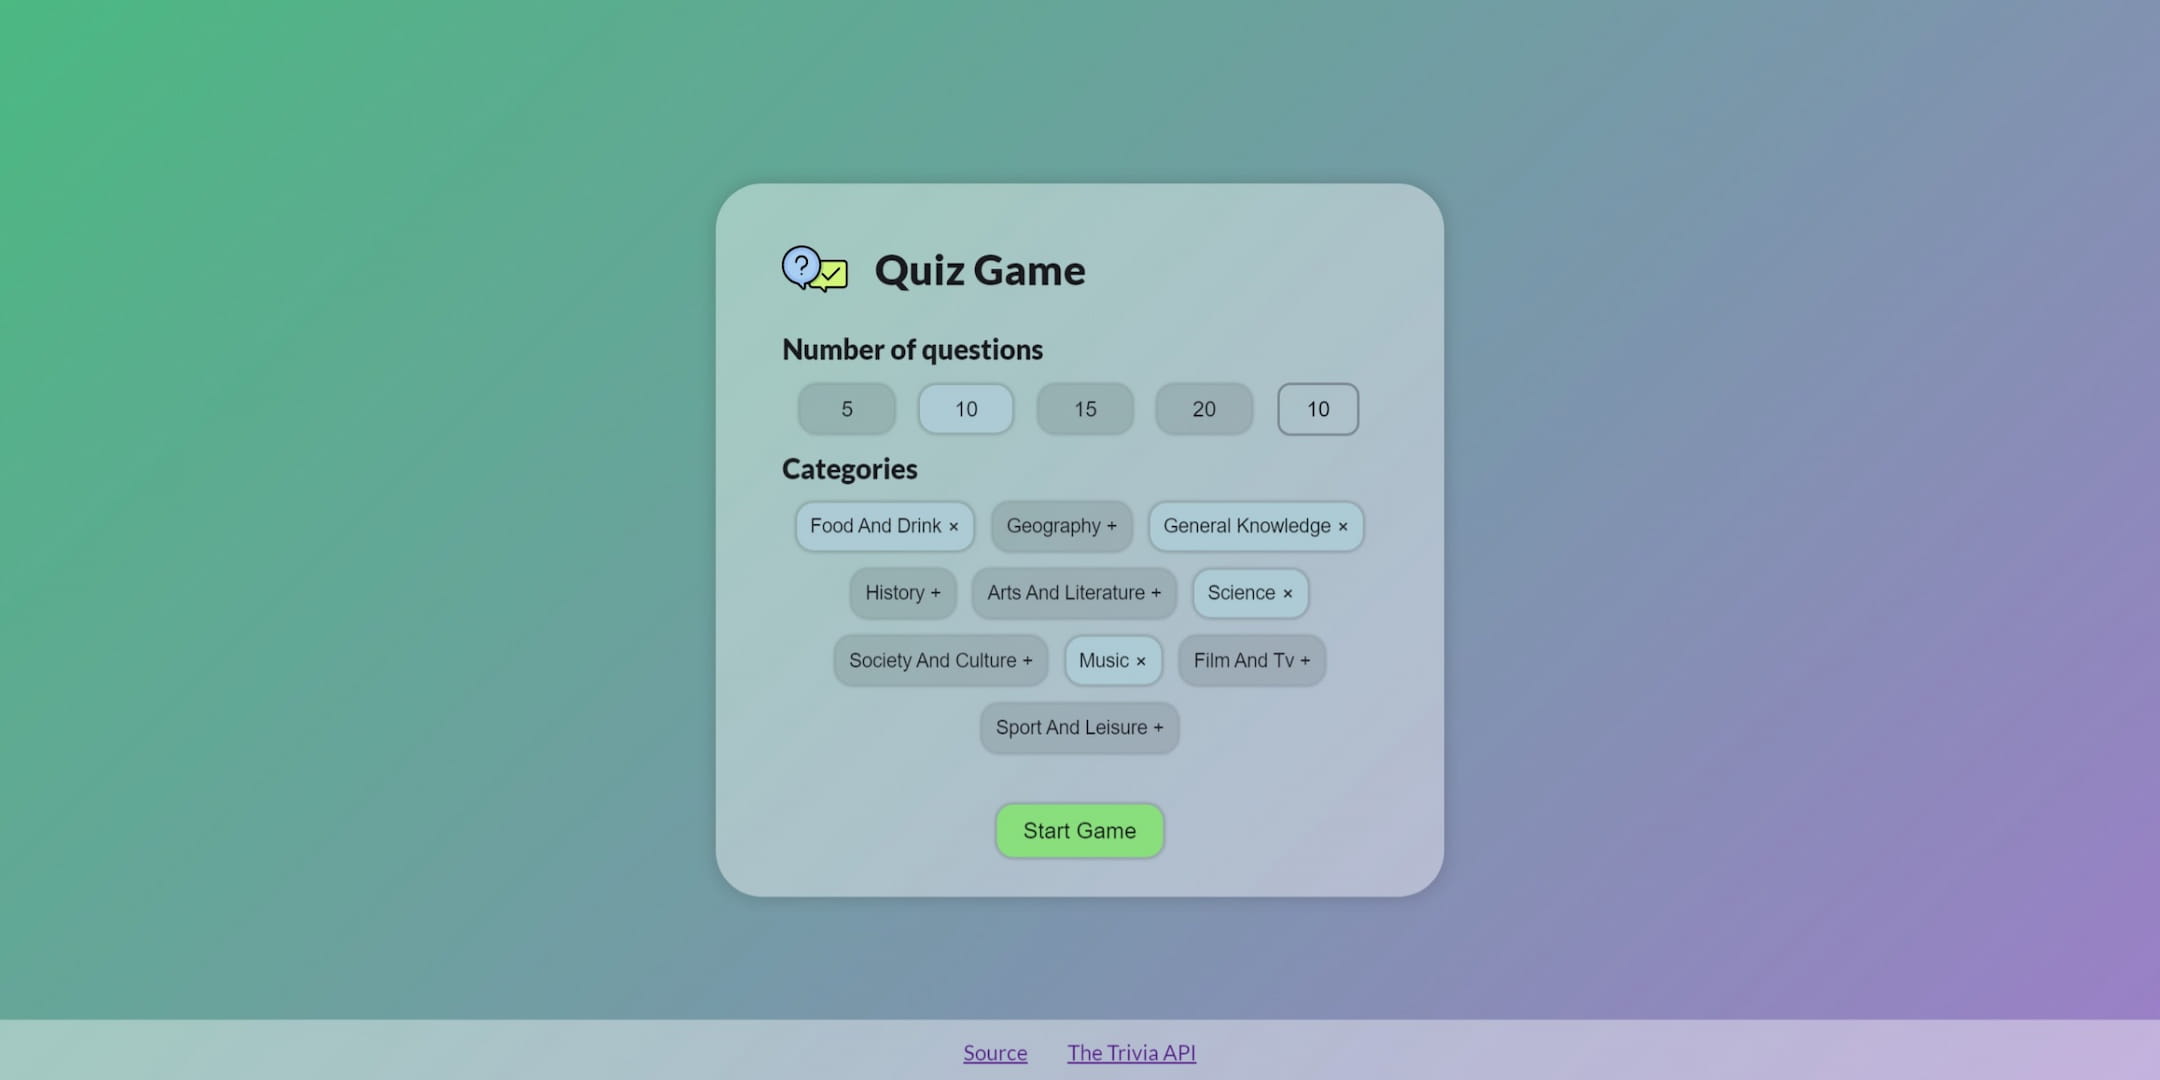 ? Quiz Game
Number of questions
5 10 15 20 10
Categories
Food And Drink × Geography + General Knowledge ×
History + Arts And Literature + Science ×
Society And Culture + Music × Film And Tv +
Sport And Leisure +
Start Game
Source The Trivia API